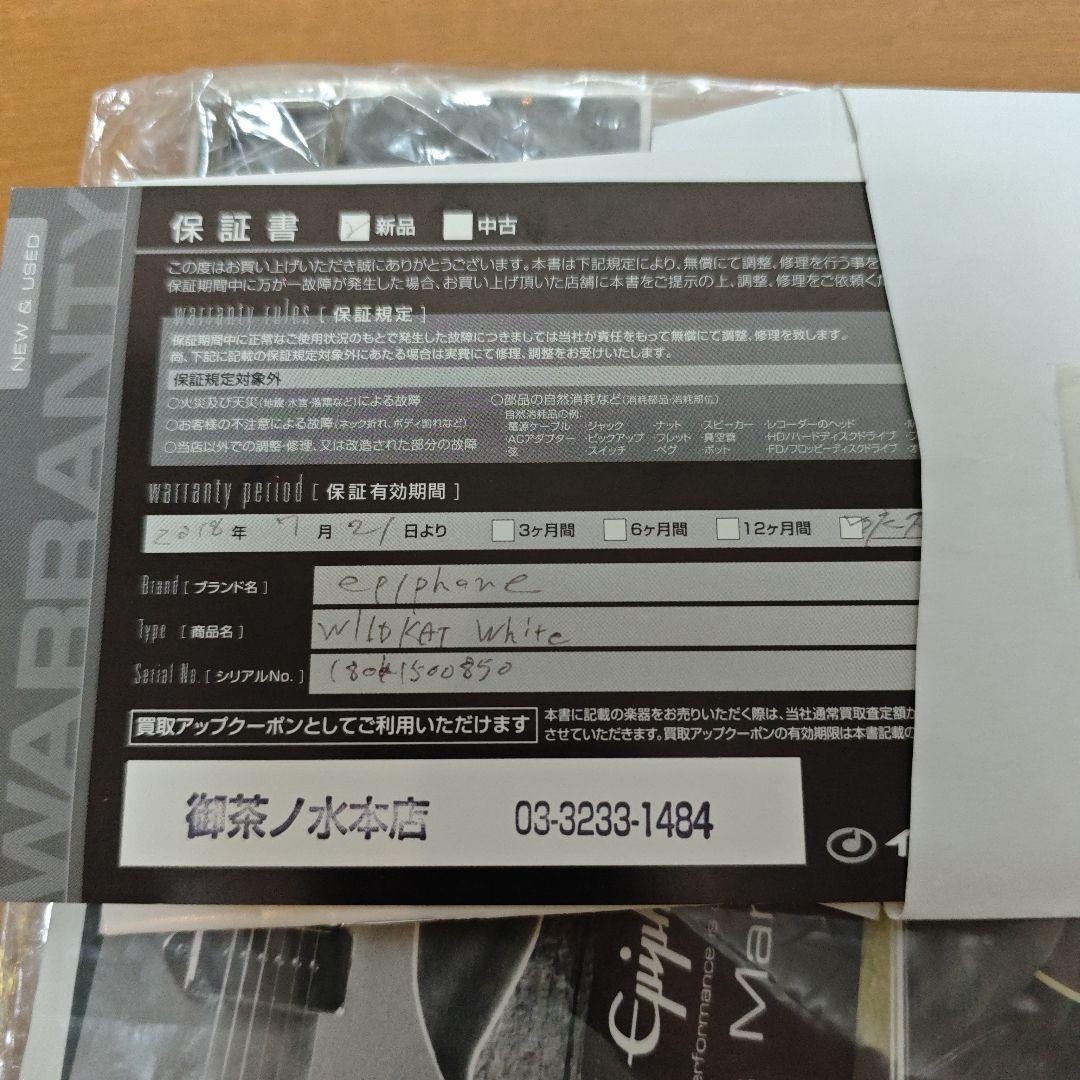 NEW & USED
WARRANTY
保証書 新品 中古
この度はお買い上げいただき誠にありがとうございます。本書は下記規定により、無償にて調整、修理を行う事を
保証期間中に万が一故障が発生した場合、お買い上げ頂いた店舗に本書をご提示の上、調整、修理をご依頼く
warranty rules [ 保証規定 ]
保証期間中に正常なご使用状況のもとで発生した故障につきましては当社が責任をもって無償にて調整、修理を致します。
尚、下記に記載の保証規定対象外にあたる場合は実費にて修理、調整をお受けいたします。
保証規定対象外
○火災及び天災(地震・水害・落雷など)による故障
○お客様の不注意による故障(ネック折れ、ボディ割れなど)
○当店以外での調整・修理、又は改造された部分の故障
○部品の自然消耗など(消耗部品・消耗部位)
自然消耗品の例:
・電源ケーブル ・ジャック ・ナット ・スピーカー ・レコーダーのヘッド
・ACアダプター ・ピックアップ ・フレット ・真空管 ・HD/ハードディスクドライブ
・弦 ・スイッチ ・ペグ ・ポット ・FD/フロッピーディスクドライブ
warranty period [ 保証有効期間 ]
2018年 7月21日より 3ヶ月間 6ヶ月間 12ヶ月間
Brand [ ブランド名 ] epiphone
Type [ 商品名 ] WILDKAT White
Serial No. [ シリアルNo. ] 18041500850
買取アップクーポンとしてご利用いただけます
本書に記載の楽器をお売りいただく際は、当社通常買取査定額か
させていただきます。買取アップクーポンの有効期限は本書記載の
御茶ノ水本店 03-3233-1484
Epiph
erformance is
Mar